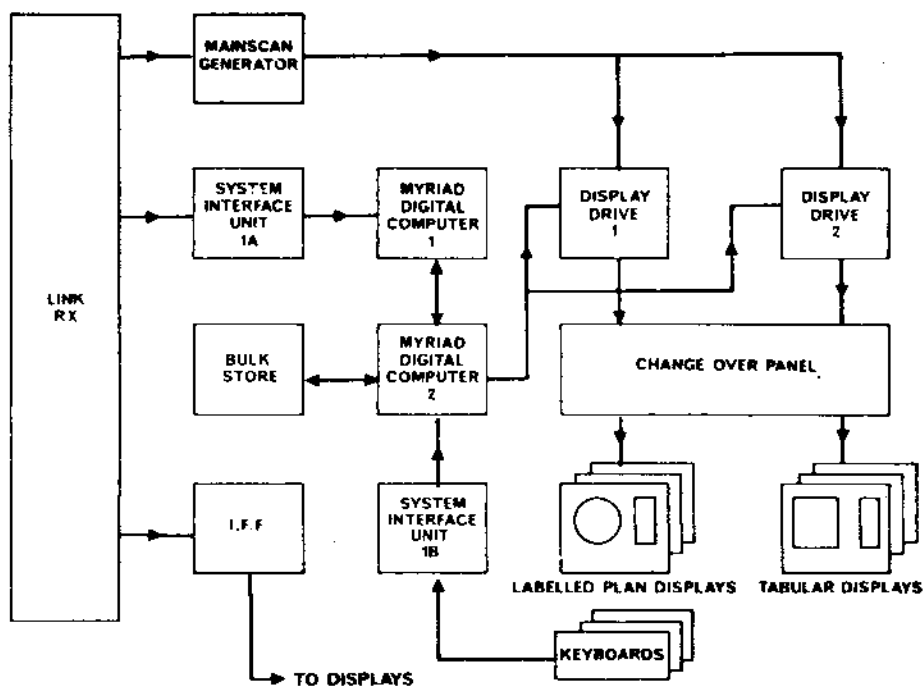 MAINSCAN
GENERATOR
SYSTEM
INTERFACE
UNIT
1A
MYRIAD
DIGITAL
COMPUTER
1
DISPLAY
DRIVE
1
DISPLAY
DRIVE
2
LINK
RX
BULK
STORE
MYRIAD
DIGITAL
COMPUTER
2
CHANGE OVER PANEL
I.F.F
SYSTEM
INTERFACE
UNIT
1B
LABELLED PLAN DISPLAYS
TABULAR DISPLAYS
KEYBOARDS
TO DISPLAYS